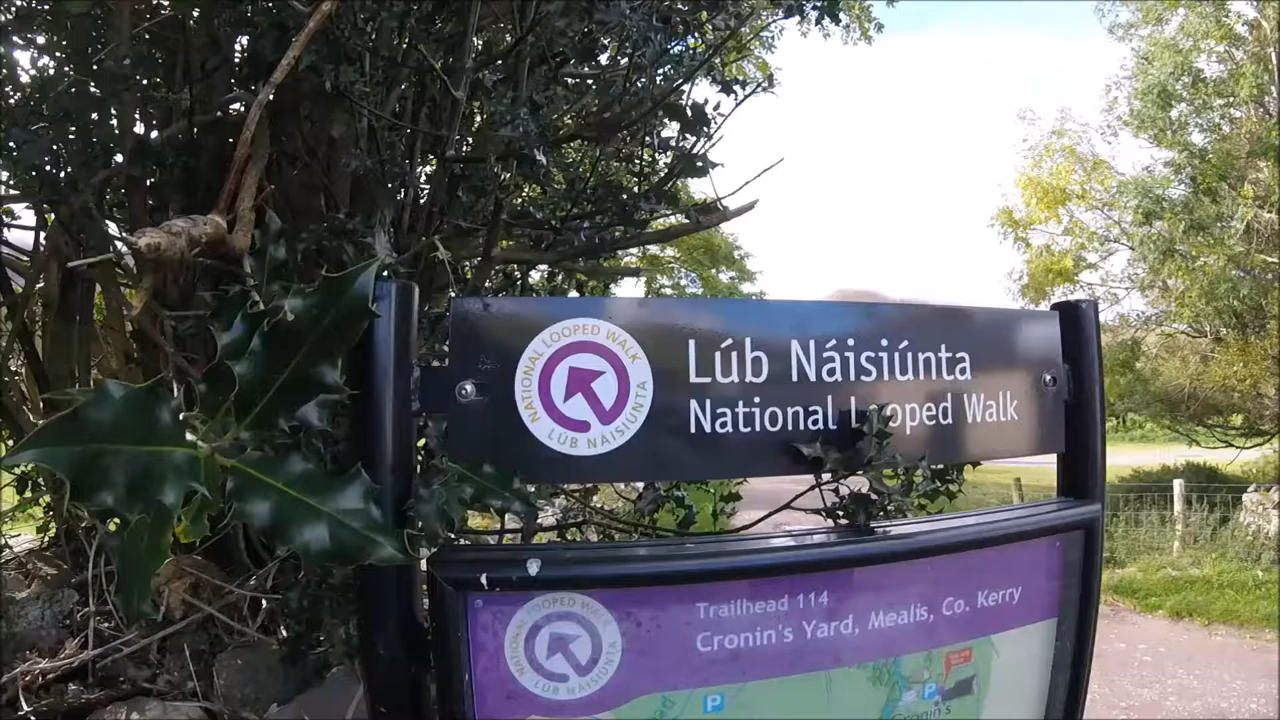 NATIONAL LOOPED WALK
LÚB NÁISIÚNTA
Lúb Náisiúnta
National Looped Walk
NATIONAL LOOPED WALK
LÚB NÁISIÚNTA
Trailhead 114
Cronin's Yard, Mealis, Co. Kerry
P
P
Cronin's